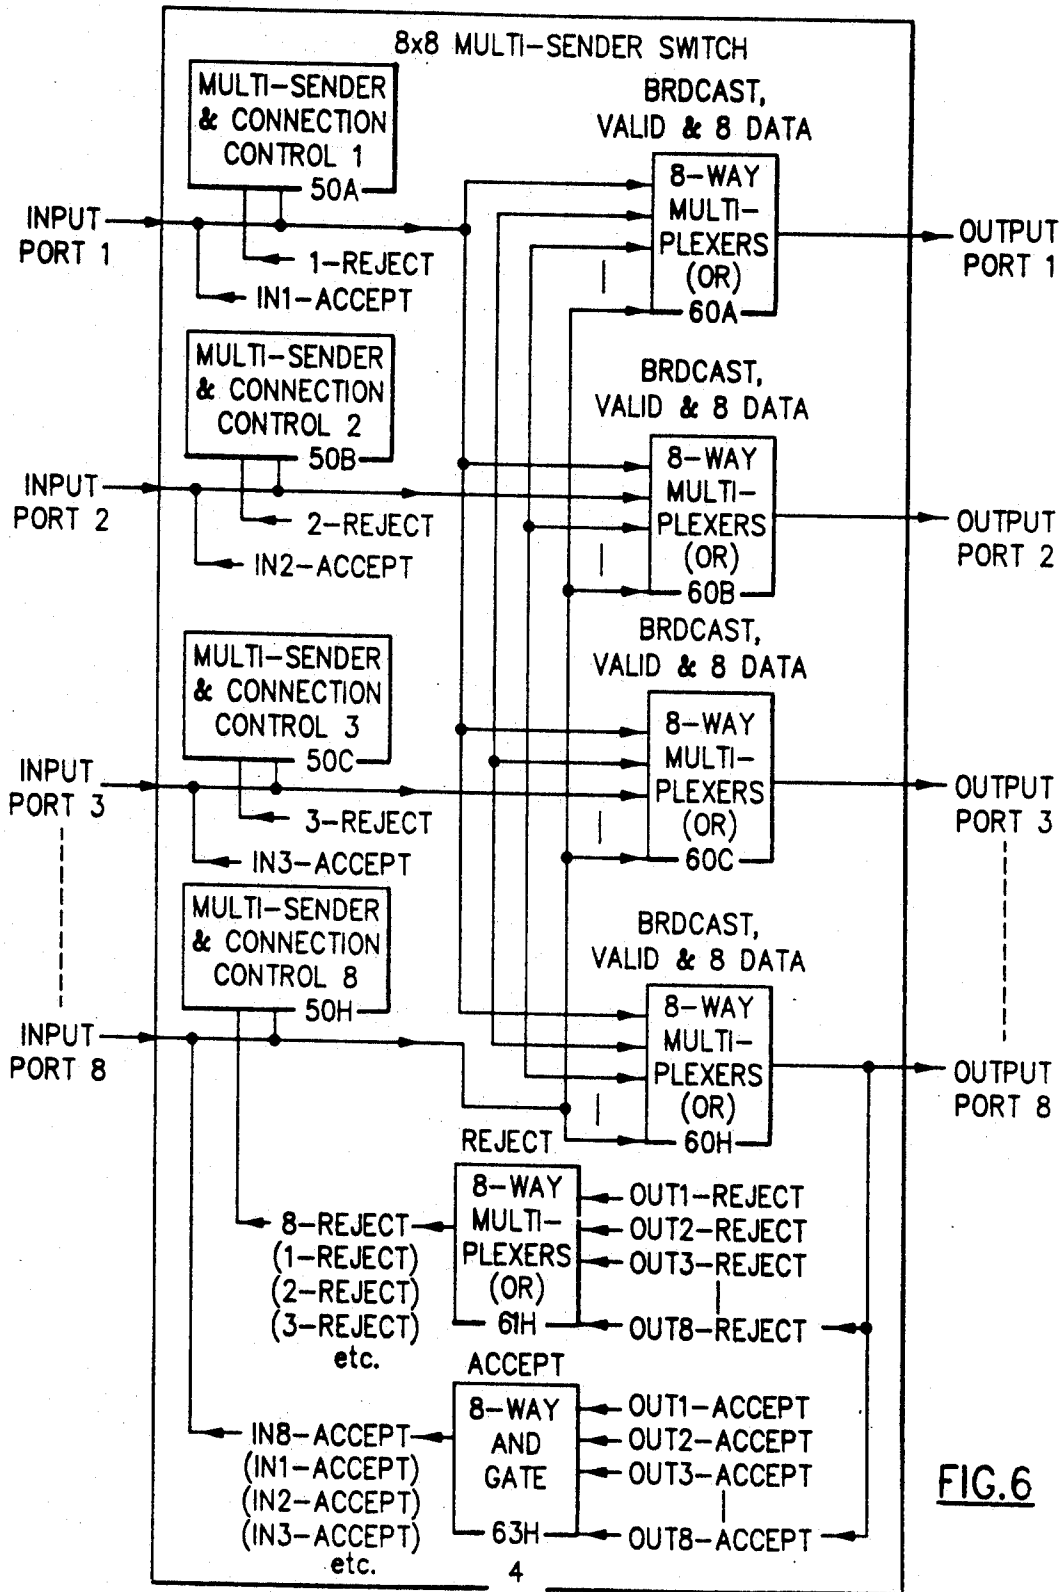 8x8 MULTI-SENDER SWITCH
MULTI-SENDER
& CONNECTION
CONTROL 1
50A
BRDCAST,
VALID & 8 DATA
8-WAY
MULTI-
PLEXERS
(OR)
60A
INPUT
PORT 1
1-REJECT
IN1-ACCEPT
OUTPUT
PORT 1
MULTI-SENDER
& CONNECTION
CONTROL 2
50B
BRDCAST,
VALID & 8 DATA
8-WAY
MULTI-
PLEXERS
(OR)
60B
INPUT
PORT 2
2-REJECT
IN2-ACCEPT
OUTPUT
PORT 2
MULTI-SENDER
& CONNECTION
CONTROL 3
50C
BRDCAST,
VALID & 8 DATA
8-WAY
MULTI-
PLEXERS
(OR)
60C
INPUT
PORT 3
3-REJECT
IN3-ACCEPT
OUTPUT
PORT 3
MULTI-SENDER
& CONNECTION
CONTROL 8
50H
BRDCAST,
VALID & 8 DATA
8-WAY
MULTI-
PLEXERS
(OR)
60H
INPUT
PORT 8
OUTPUT
PORT 8
REJECT
8-WAY
MULTI-
PLEXERS
(OR)
61H
8-REJECT
(1-REJECT)
(2-REJECT)
(3-REJECT)
etc.
OUT1-REJECT
OUT2-REJECT
OUT3-REJECT
OUT8-REJECT
ACCEPT
8-WAY
AND
GATE
63H
IN8-ACCEPT
(IN1-ACCEPT)
(IN2-ACCEPT)
(IN3-ACCEPT)
etc.
OUT1-ACCEPT
OUT2-ACCEPT
OUT3-ACCEPT
OUT8-ACCEPT
4
FIG.6